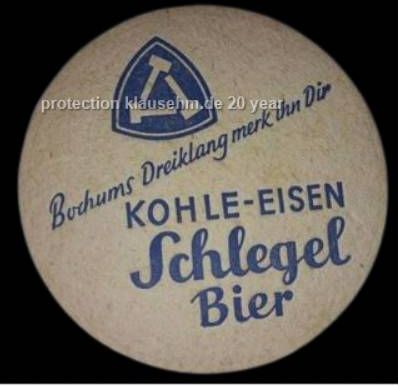 protection klausehm.de 20 year
Bochums Dreiklang merk ihn Dir
KOHLE-EISEN
Schlegel
Bier